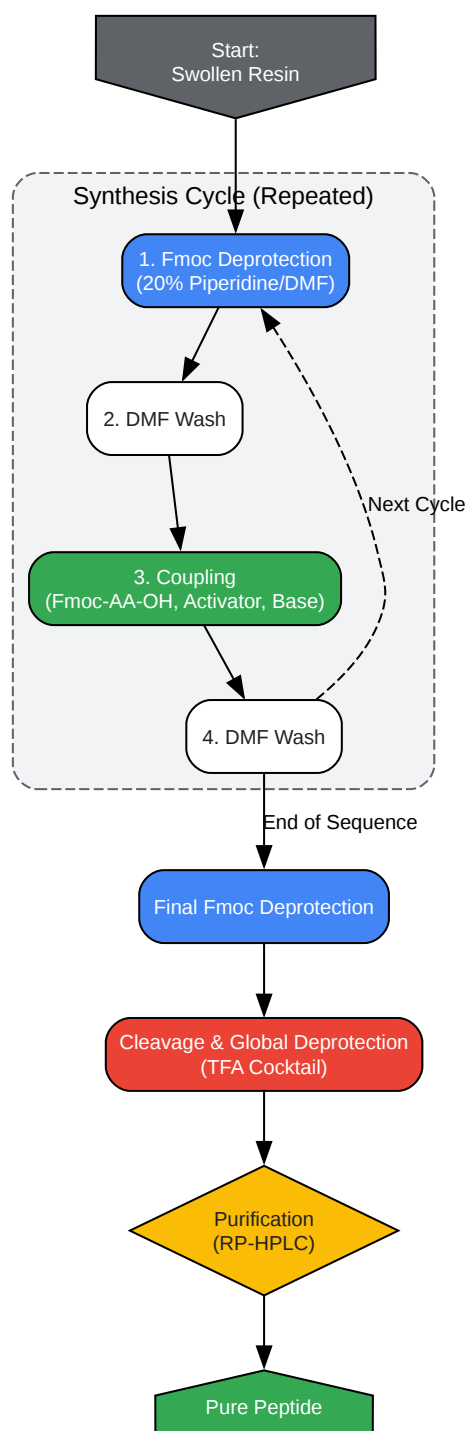 Start:
Swollen Resin
Synthesis Cycle (Repeated)
1. Fmoc Deprotection
(20% Piperidine/DMF)
2. DMF Wash
Next Cycle
3. Coupling
(Fmoc-AA-OH, Activator, Base)
4. DMF Wash
End of Sequence
Final Fmoc Deprotection
Cleavage & Global Deprotection
(TFA Cocktail)
Purification
(RP-HPLC)
Pure Peptide